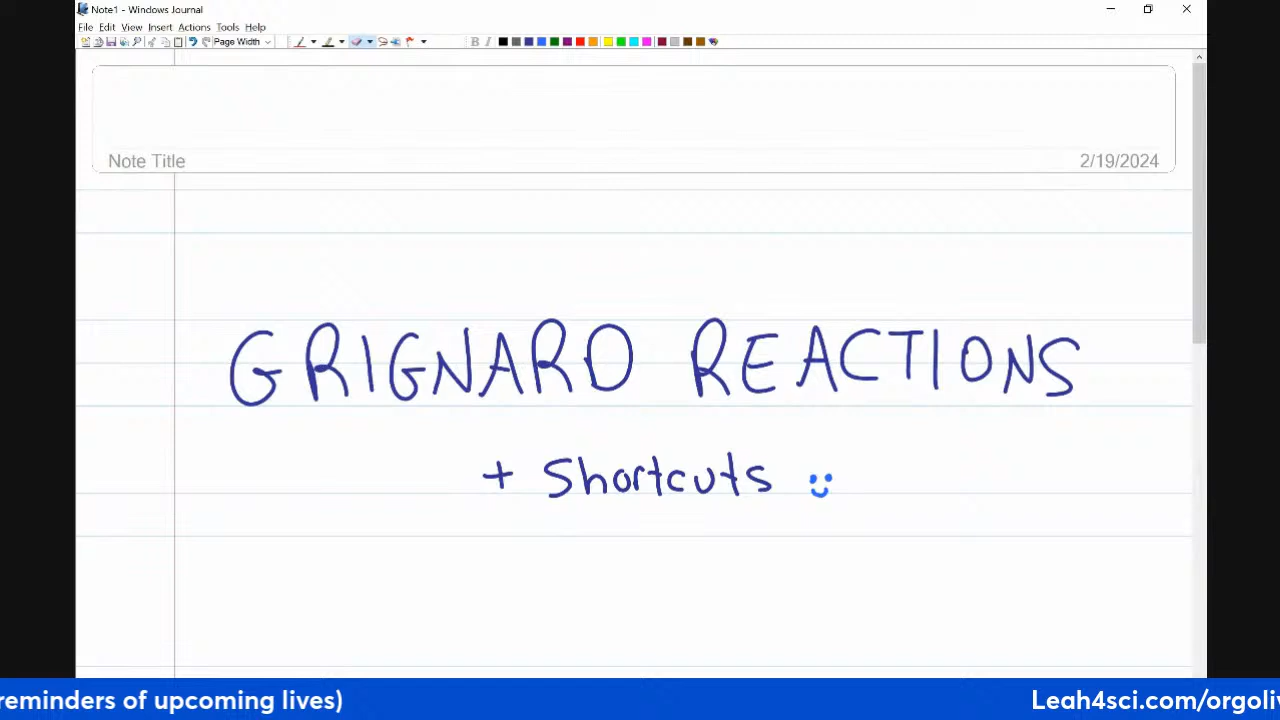 Note1 - Windows Journal
File Edit View Insert Actions Tools Help
Page Width
B I
Note Title
2/19/2024
GRIGNARD REACTIONS
+ Shortcuts
reminders of upcoming lives)
Leah4sci.com/orgoliv